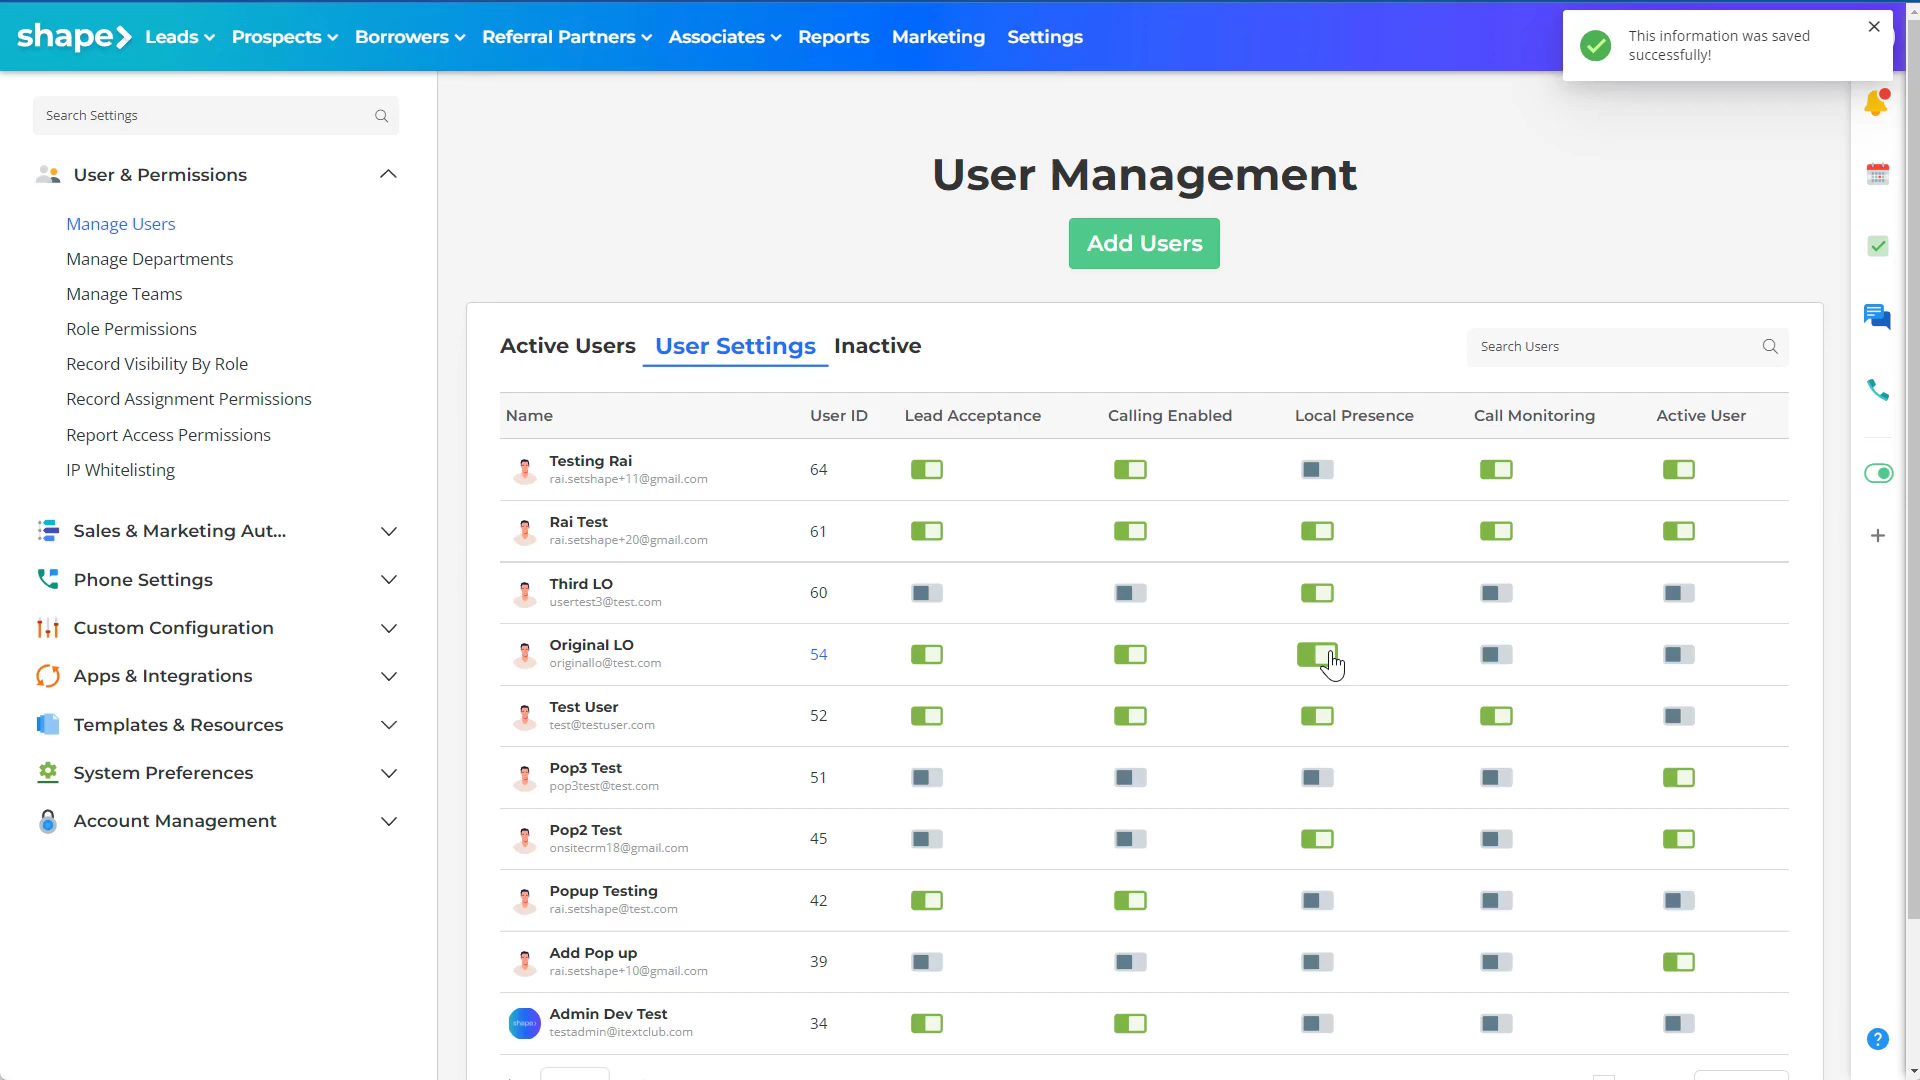 shape
Leads
Prospects
Borrowers
Referral Partners
Associates
Reports
Marketing
Settings
This information was saved
successfully!
Search Settings
User & Permissions
Manage Users
Manage Departments
Manage Teams
Role Permissions
Record Visibility By Role
Record Assignment Permissions
Report Access Permissions
IP Whitelisting
Sales & Marketing Aut...
Phone Settings
Custom Configuration
Apps & Integrations
Templates & Resources
System Preferences
Account Management
User Management
Add Users
Active Users
User Settings
Inactive
Search Users
Name
User ID
Lead Acceptance
Calling Enabled
Local Presence
Call Monitoring
Active User
Testing Rai
rai.setshape+11@gmail.com
64
Rai Test
rai.setshape+20@gmail.com
61
Third LO
usertest3@test.com
60
Original LO
originallo@test.com
54
Test User
test@testuser.com
52
Pop3 Test
pop3test@test.com
51
Pop2 Test
onsitecrm18@gmail.com
45
Popup Testing
rai.setshape@test.com
42
Add Pop up
rai.setshape+10@gmail.com
39
shape
Admin Dev Test
testadmin@itextclub.com
34
?